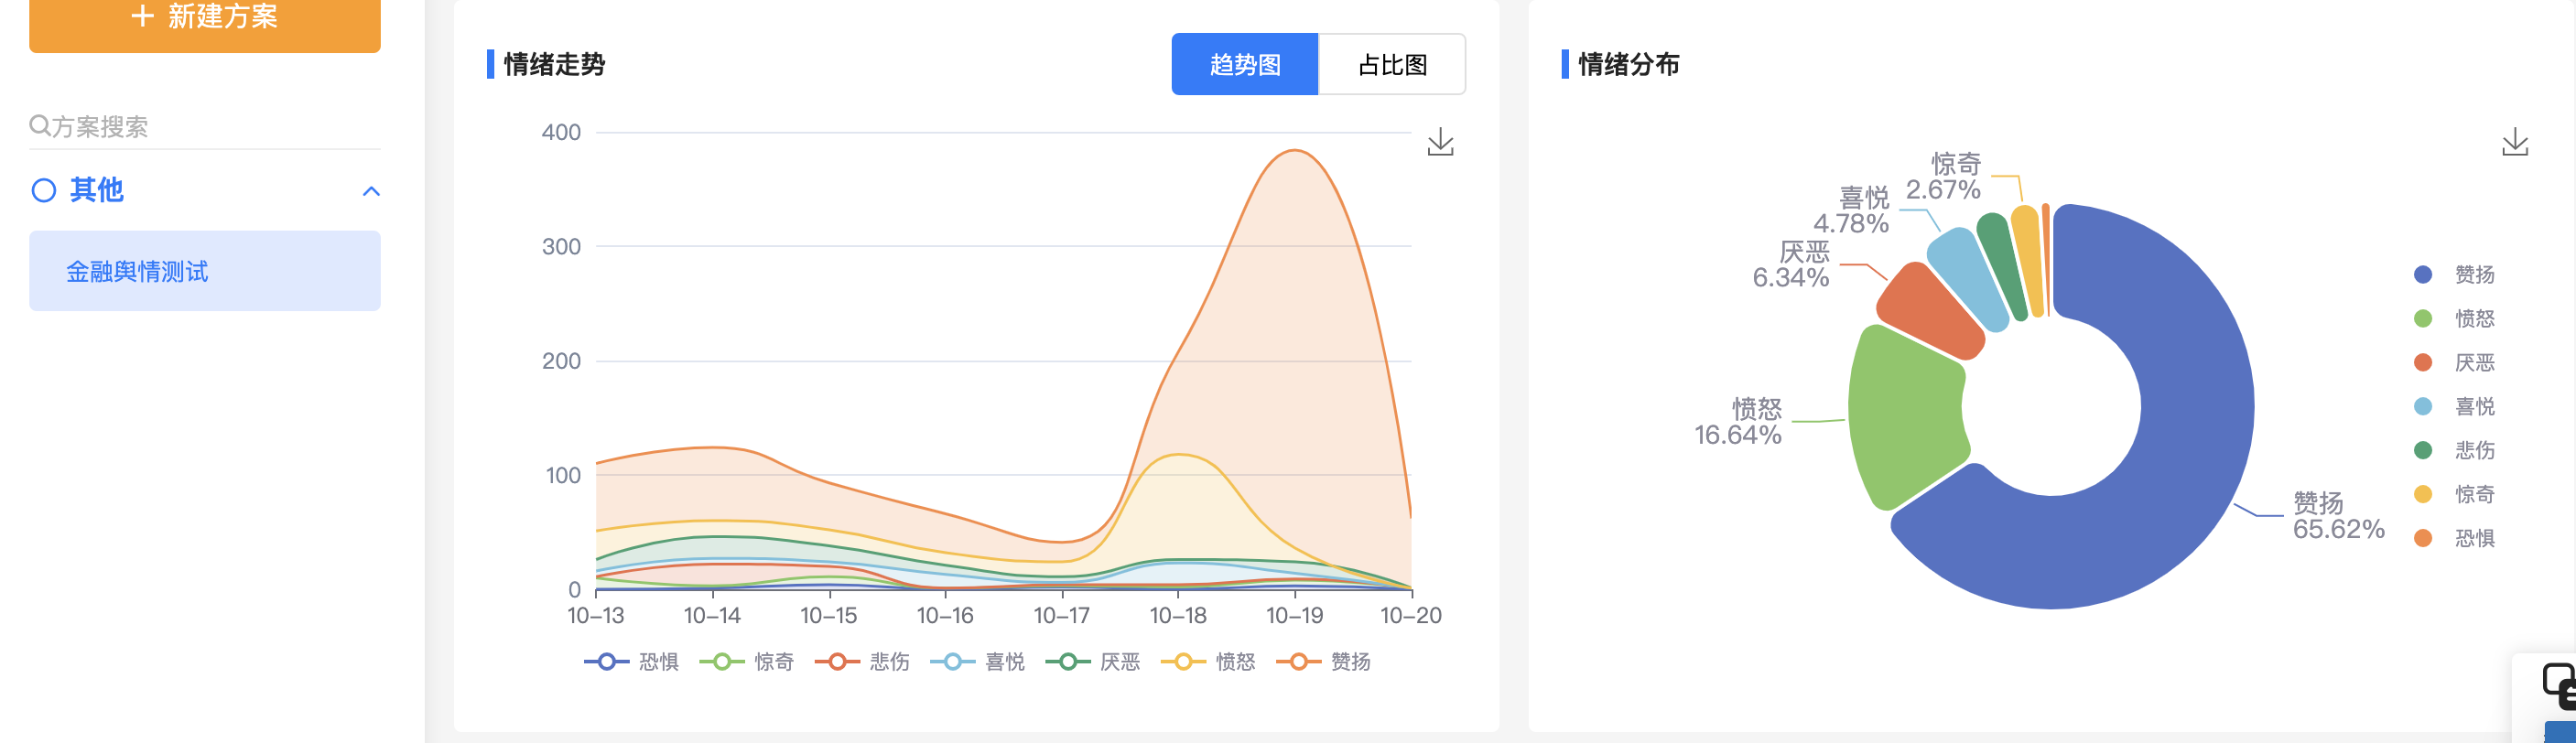 新建方案
方案搜索
其他
金融舆情测试
情绪走势
趋势图
占比图
400
300
200
100
0
10-13 10-14 10-15 10-16 10-17 10-18 10-19 10-20
恐惧 惊奇 悲伤 喜悦 厌恶 愤怒 赞扬
情绪分布
惊奇
2.67%
喜悦
4.78%
厌恶
6.34%
愤怒
16.64%
赞扬
65.62%
赞扬
愤怒
厌恶
喜悦
悲伤
惊奇
恐惧